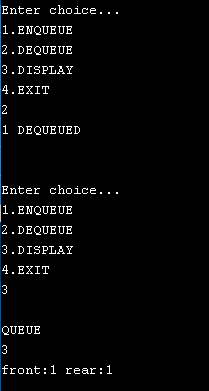 Enter choice...
1.ENQUEUE
2.DEQUEUE
3.DISPLAY
4.EXIT
2
1 DEQUEUED
Enter choice...
1.ENQUEUE
2.DEQUEUE
3.DISPLAY
4.EXIT
3
QUEUE
3
front:1 rear:1